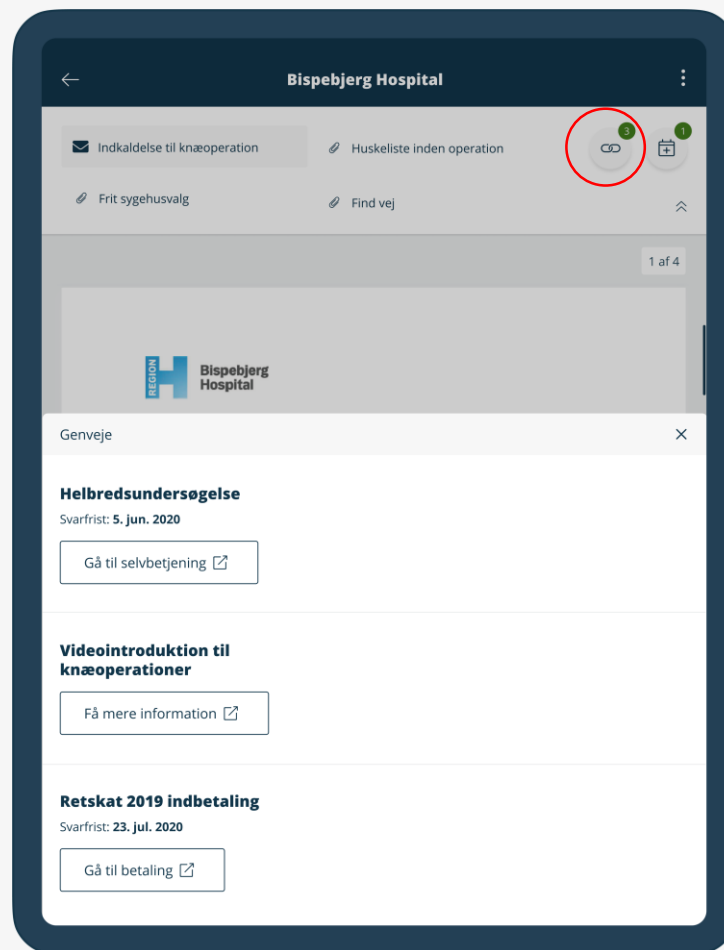 Bispebjerg Hospital
Indkaldelse til knæoperation
Huskeliste inden operation
3
1
Frit sygehusvalg
Find vej
1 af 4
REGION
H
Bispebjerg
Hospital
Genveje
Helbredsundersøgelse
Svarfrist: 5. jun. 2020
Gå til selvbetjening
Videointroduktion til
knæoperationer
Få mere information
Retskat 2019 indbetaling
Svarfrist: 23. jul. 2020
Gå til betaling